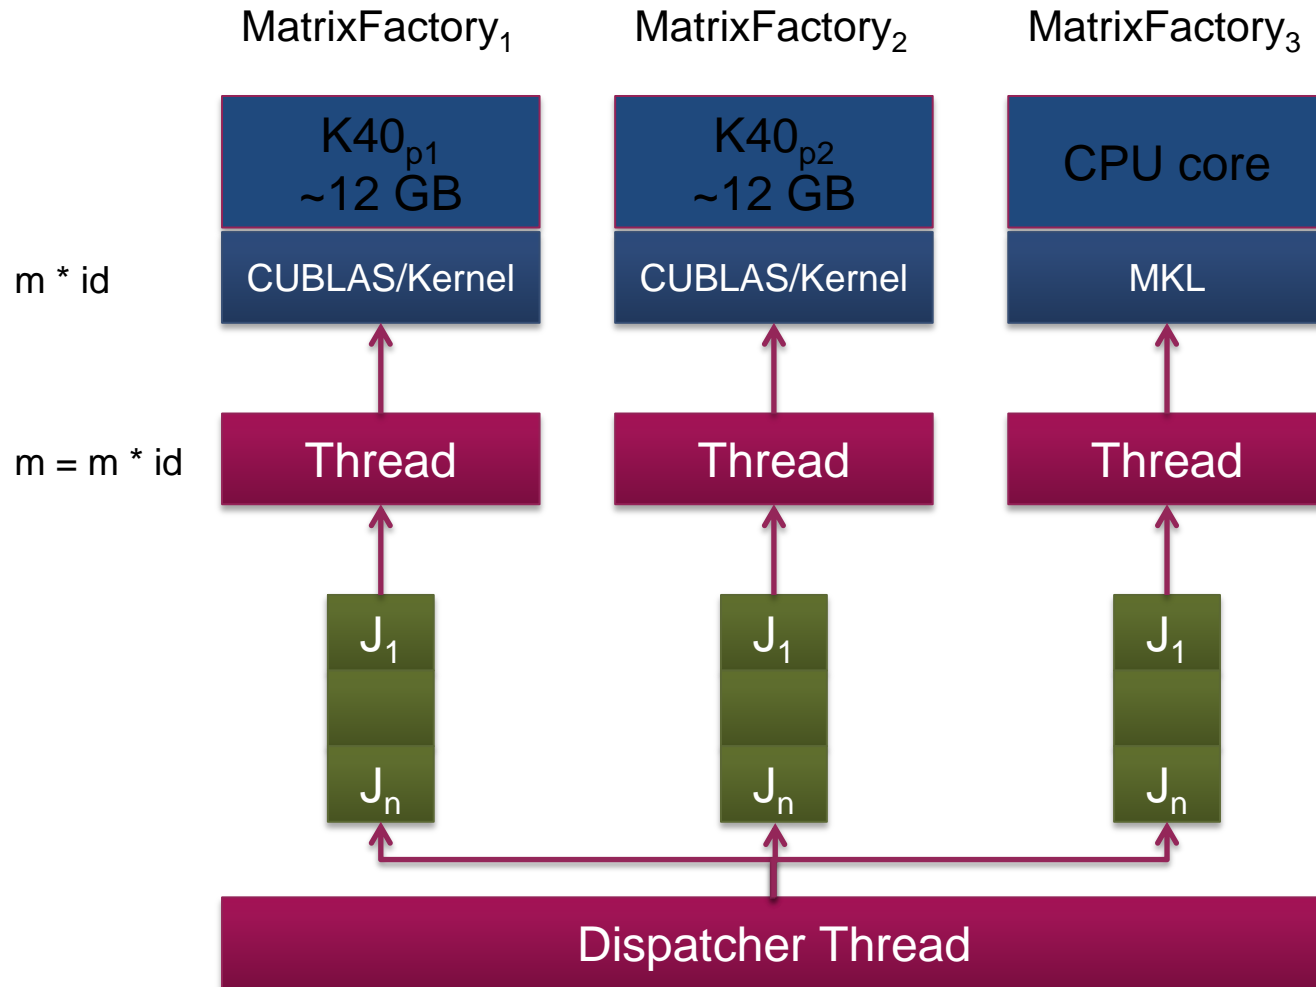 MatrixFactory₁ MatrixFactory₂ MatrixFactory₃
K40ₚ₁ K40ₚ₂
~12 GB ~12 GB CPU core
m * id CUBLAS/Kernel CUBLAS/Kernel MKL
m = m * id Thread Thread Thread
J₁ J₁ J₁
Jₙ Jₙ Jₙ
Dispatcher Thread